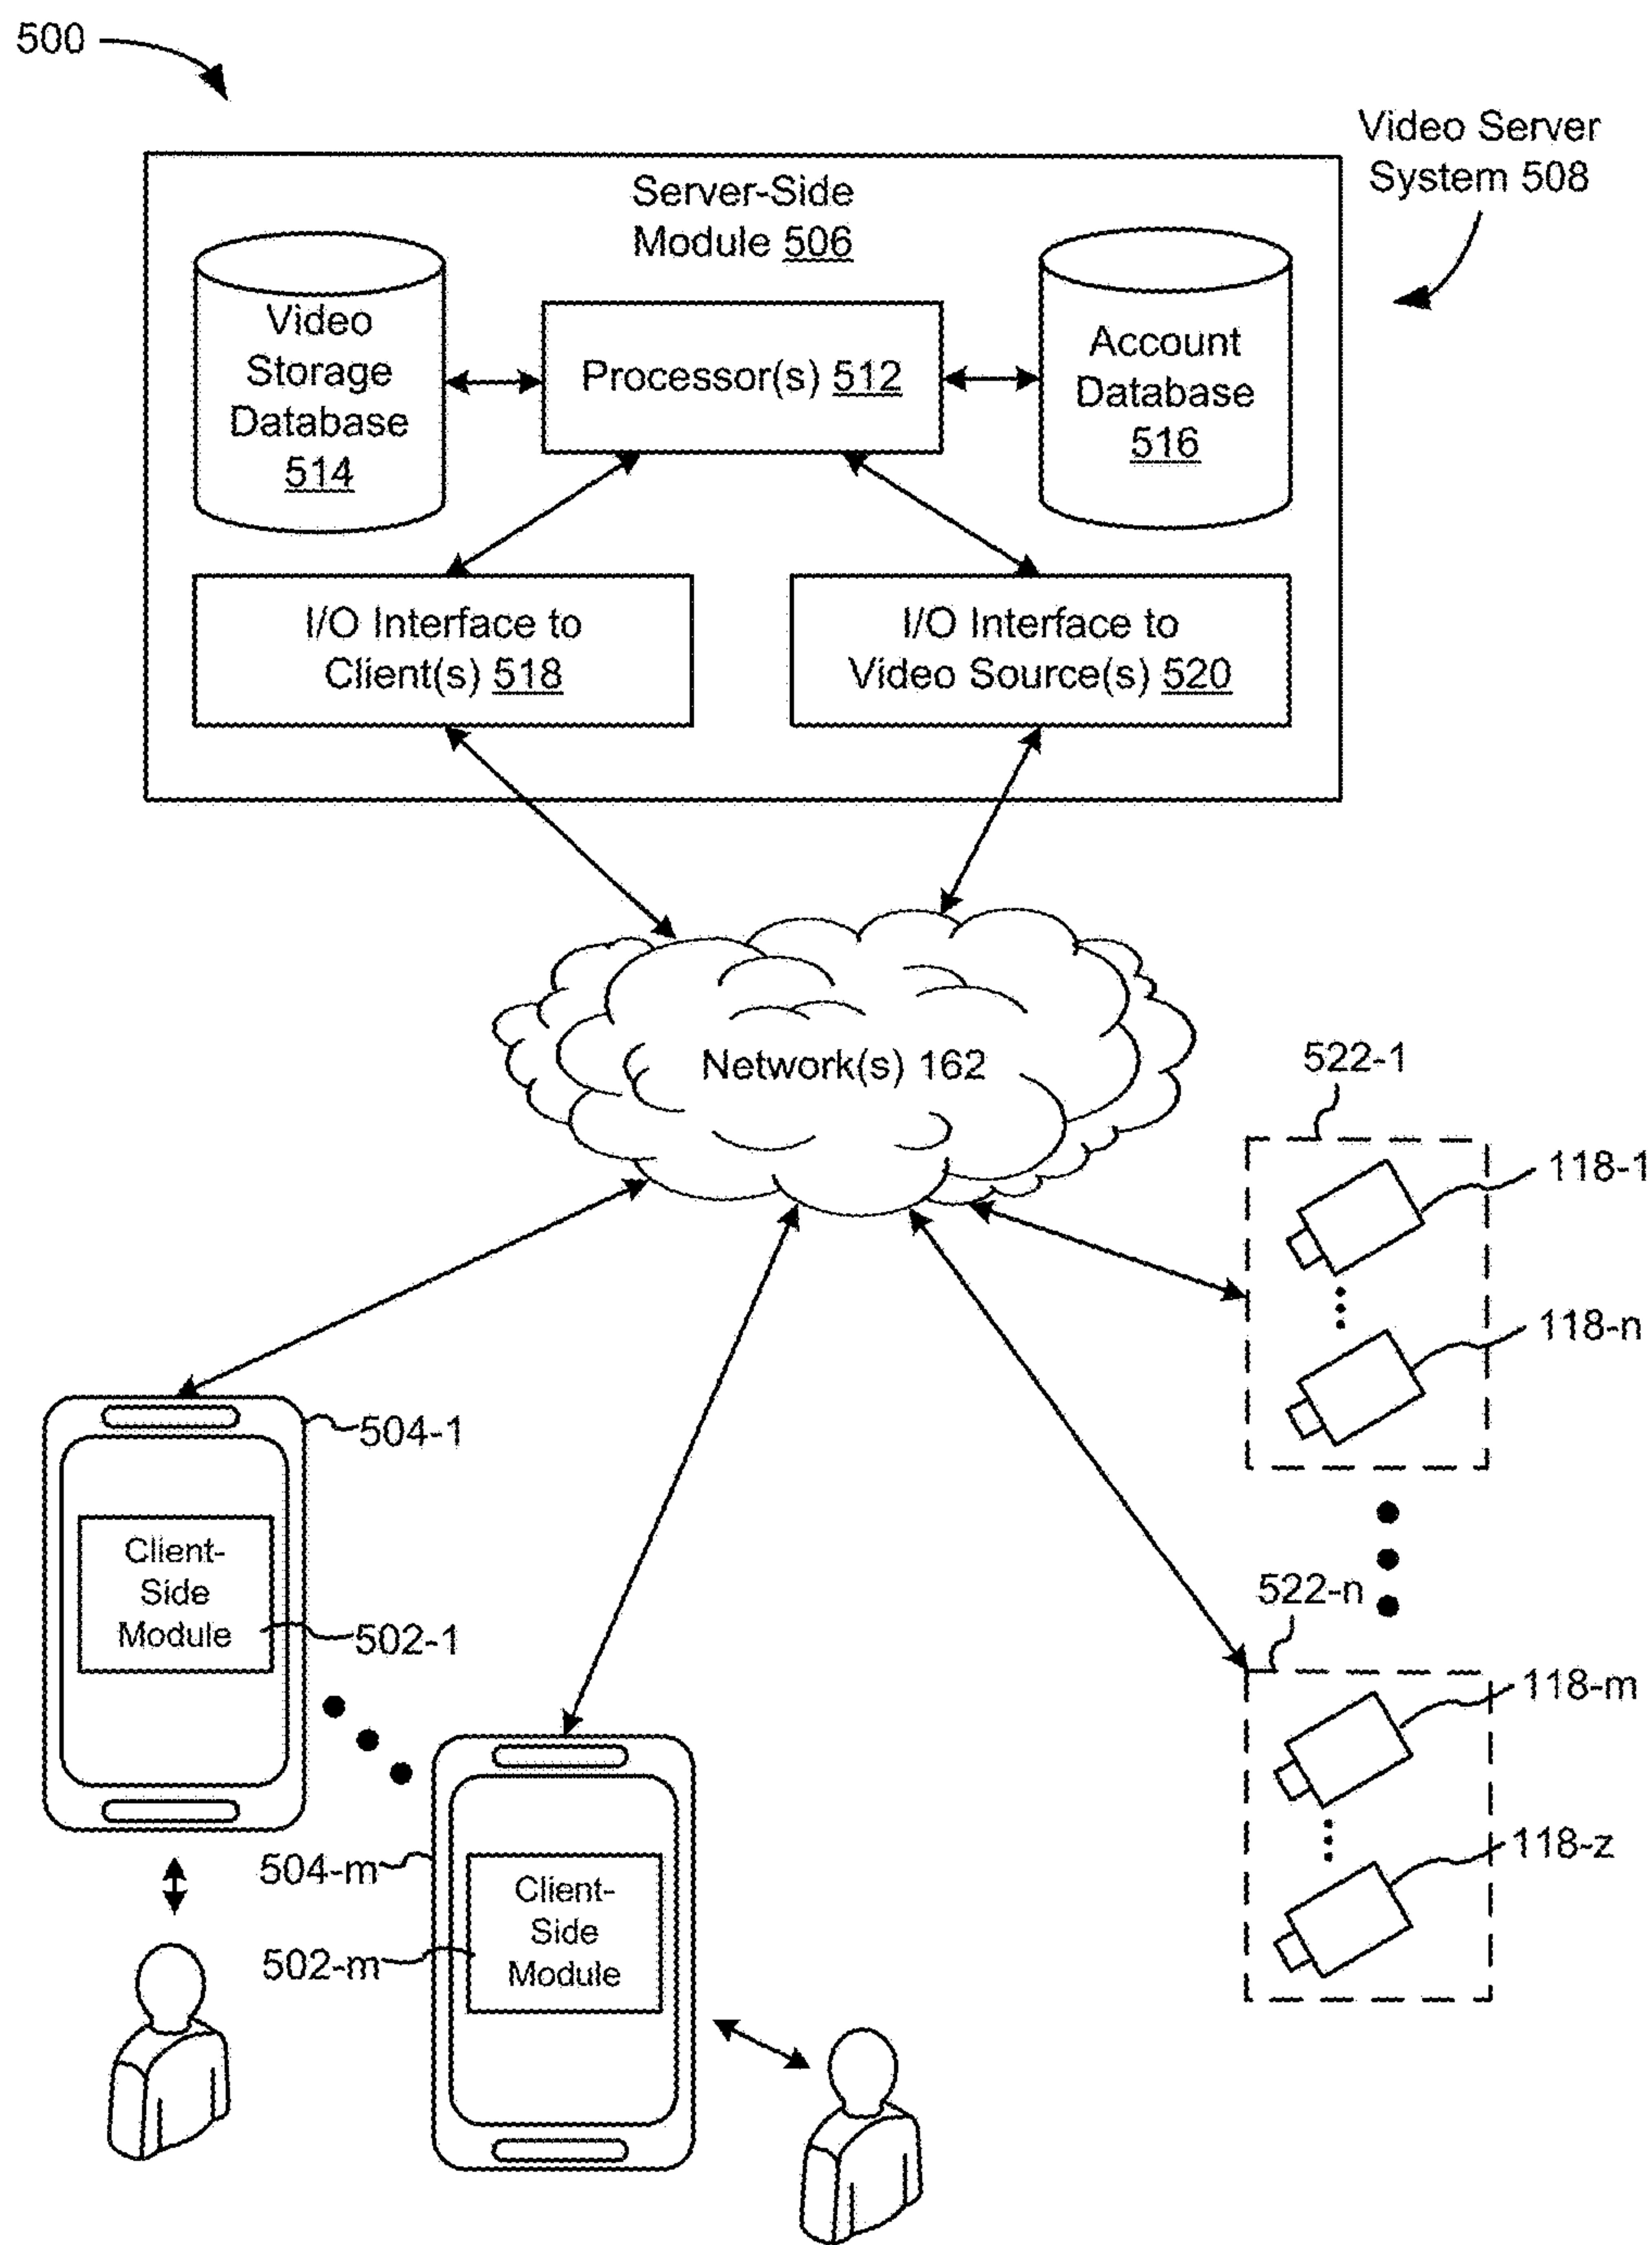 500
Video Server
System 508
Server-Side
Module 506
Video
Storage
Database
514
Processor(s) 512
Account
Database
516
I/O Interface to
Client(s) 518
I/O Interface to
Video Source(s) 520
Network(s) 162
522-1
118-1
118-n
504-1
Client-
Side
Module
502-1
522-n
118-m
118-z
504-m
Client-
Side
Module
502-m